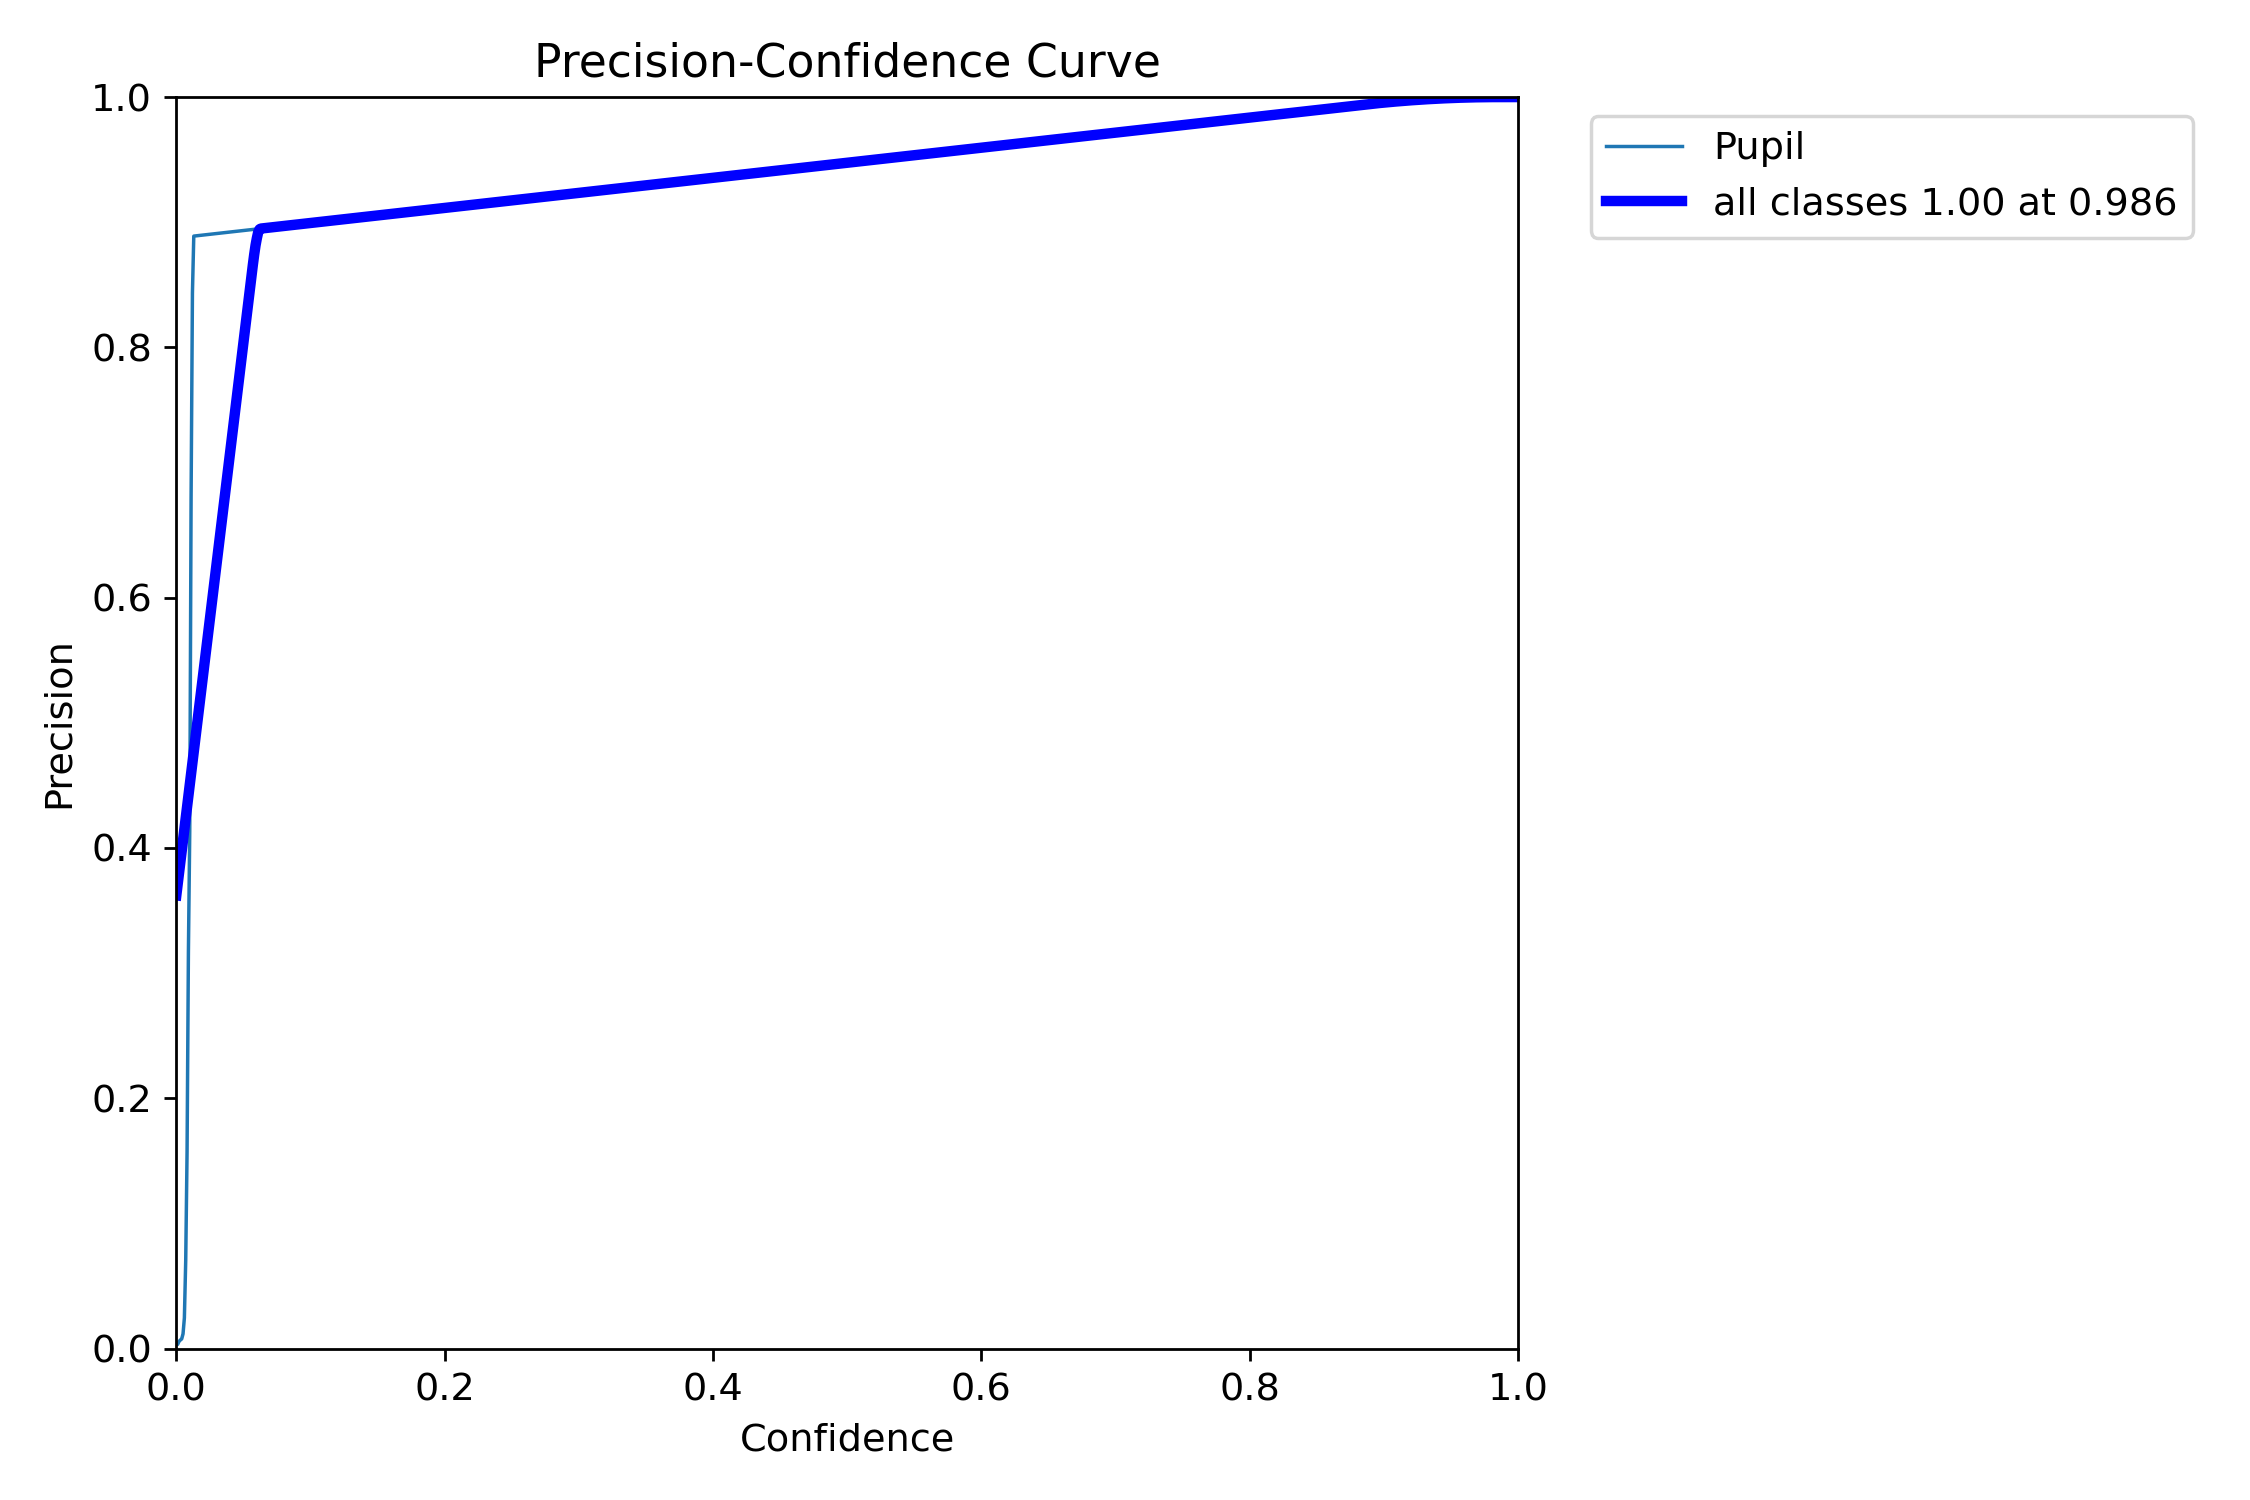 Precision-Confidence Curve
1.0
0.8
0.6
0.4
0.2
0.0
Precision
0.0 0.2 0.4 0.6 0.8 1.0
Confidence
Pupil
all classes 1.00 at 0.986